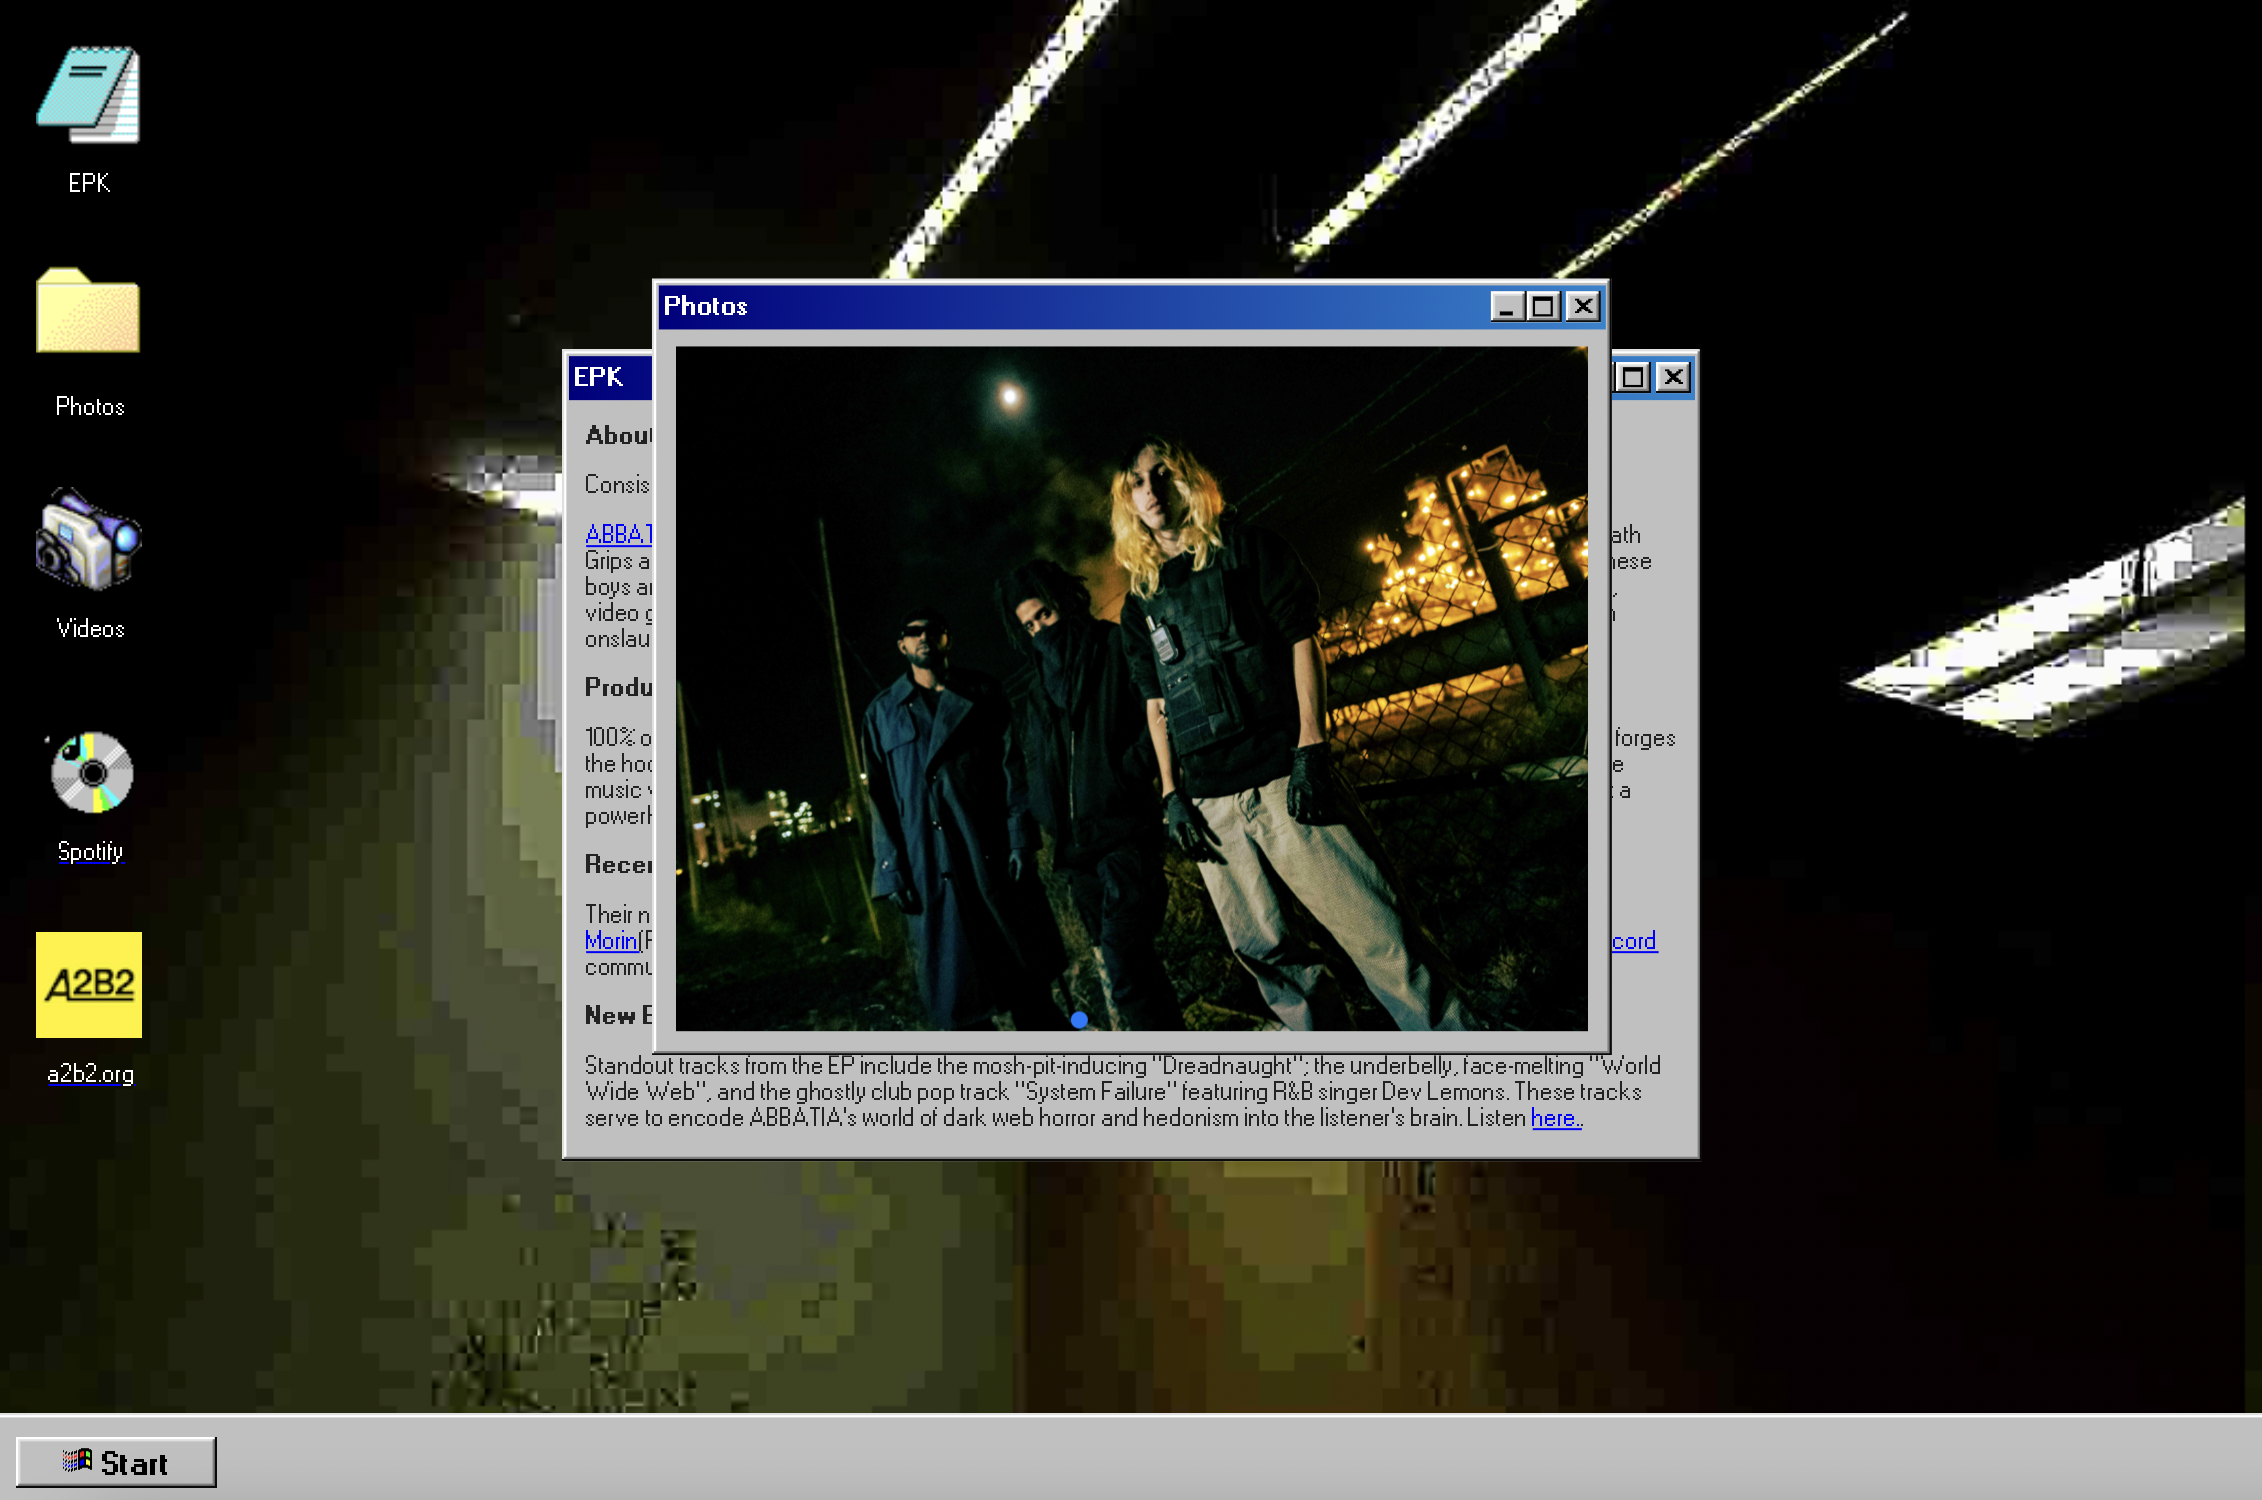 EPK
Photos
Videos
Spotify
A2B2
a2b2.org
Photos
EPK
Consis
ABBAT
ath
Grips a
hese
boys ar
video g
onslau
Produ
100% o
forges
the hoo
e
music
a
powerh
Recen
Their n
Morin(F
cord
commu
New E
Standout tracks from the EP include the mosh-pit-inducing "Dreadnaught"; the underbelly, face-melting "World
Wide Web", and the ghostly club pop track "System Failure" featuring R&B singer Dev Lemons. These tracks
serve to encode ABBATIA's world of dark web horror and hedonism into the listener's brain. Listen here..
Start